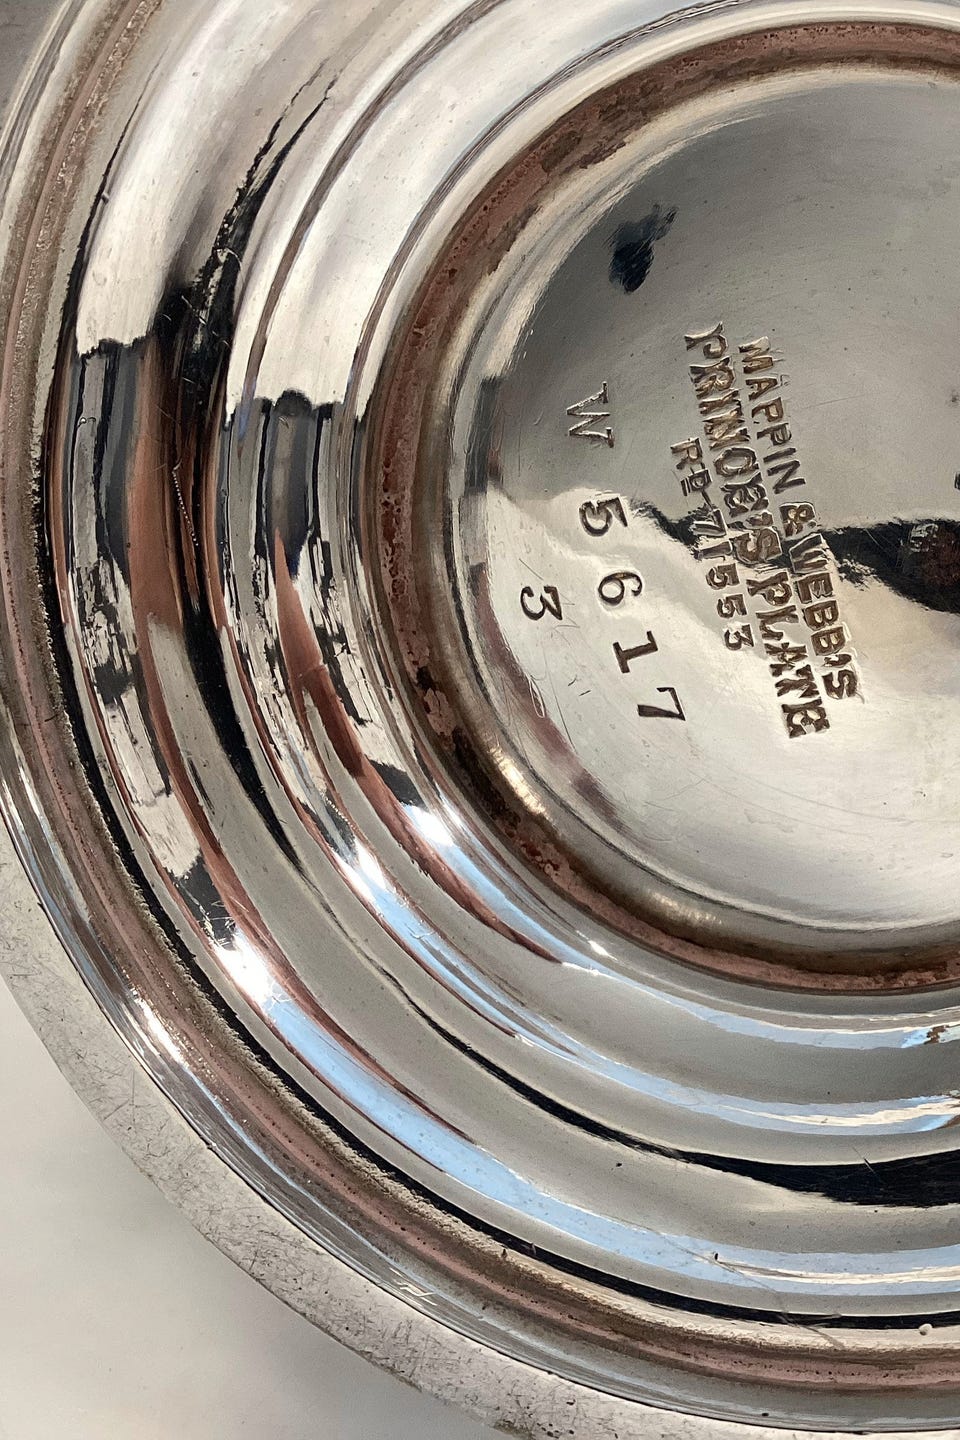 MAPPIN & WEBB'S
PRINCE'S PLATE
RD 71553
W 5617
3